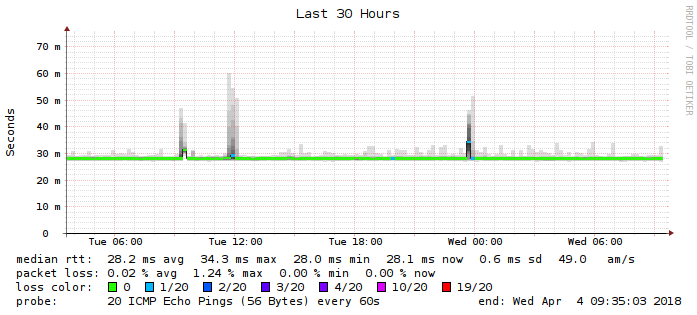 Last 30 Hours
RRDTOOL / TOBI OETIKER
Seconds
70 m
60 m
50 m
40 m
30 m
20 m
10 m
0
Tue 06:00 Tue 12:00 Tue 18:00 Wed 00:00 Wed 06:00
median rtt: 28.2 ms avg 34.3 ms max 28.0 ms min 28.1 ms now 0.6 ms sd 49.0 am/s
packet loss: 0.02 % avg 1.24 % max 0.00 % min 0.00 % now
loss color: 0 1/20 2/20 3/20 4/20 10/20 19/20
probe: 20 ICMP Echo Pings (56 Bytes) every 60s end: Wed Apr 4 09:35:03 2018